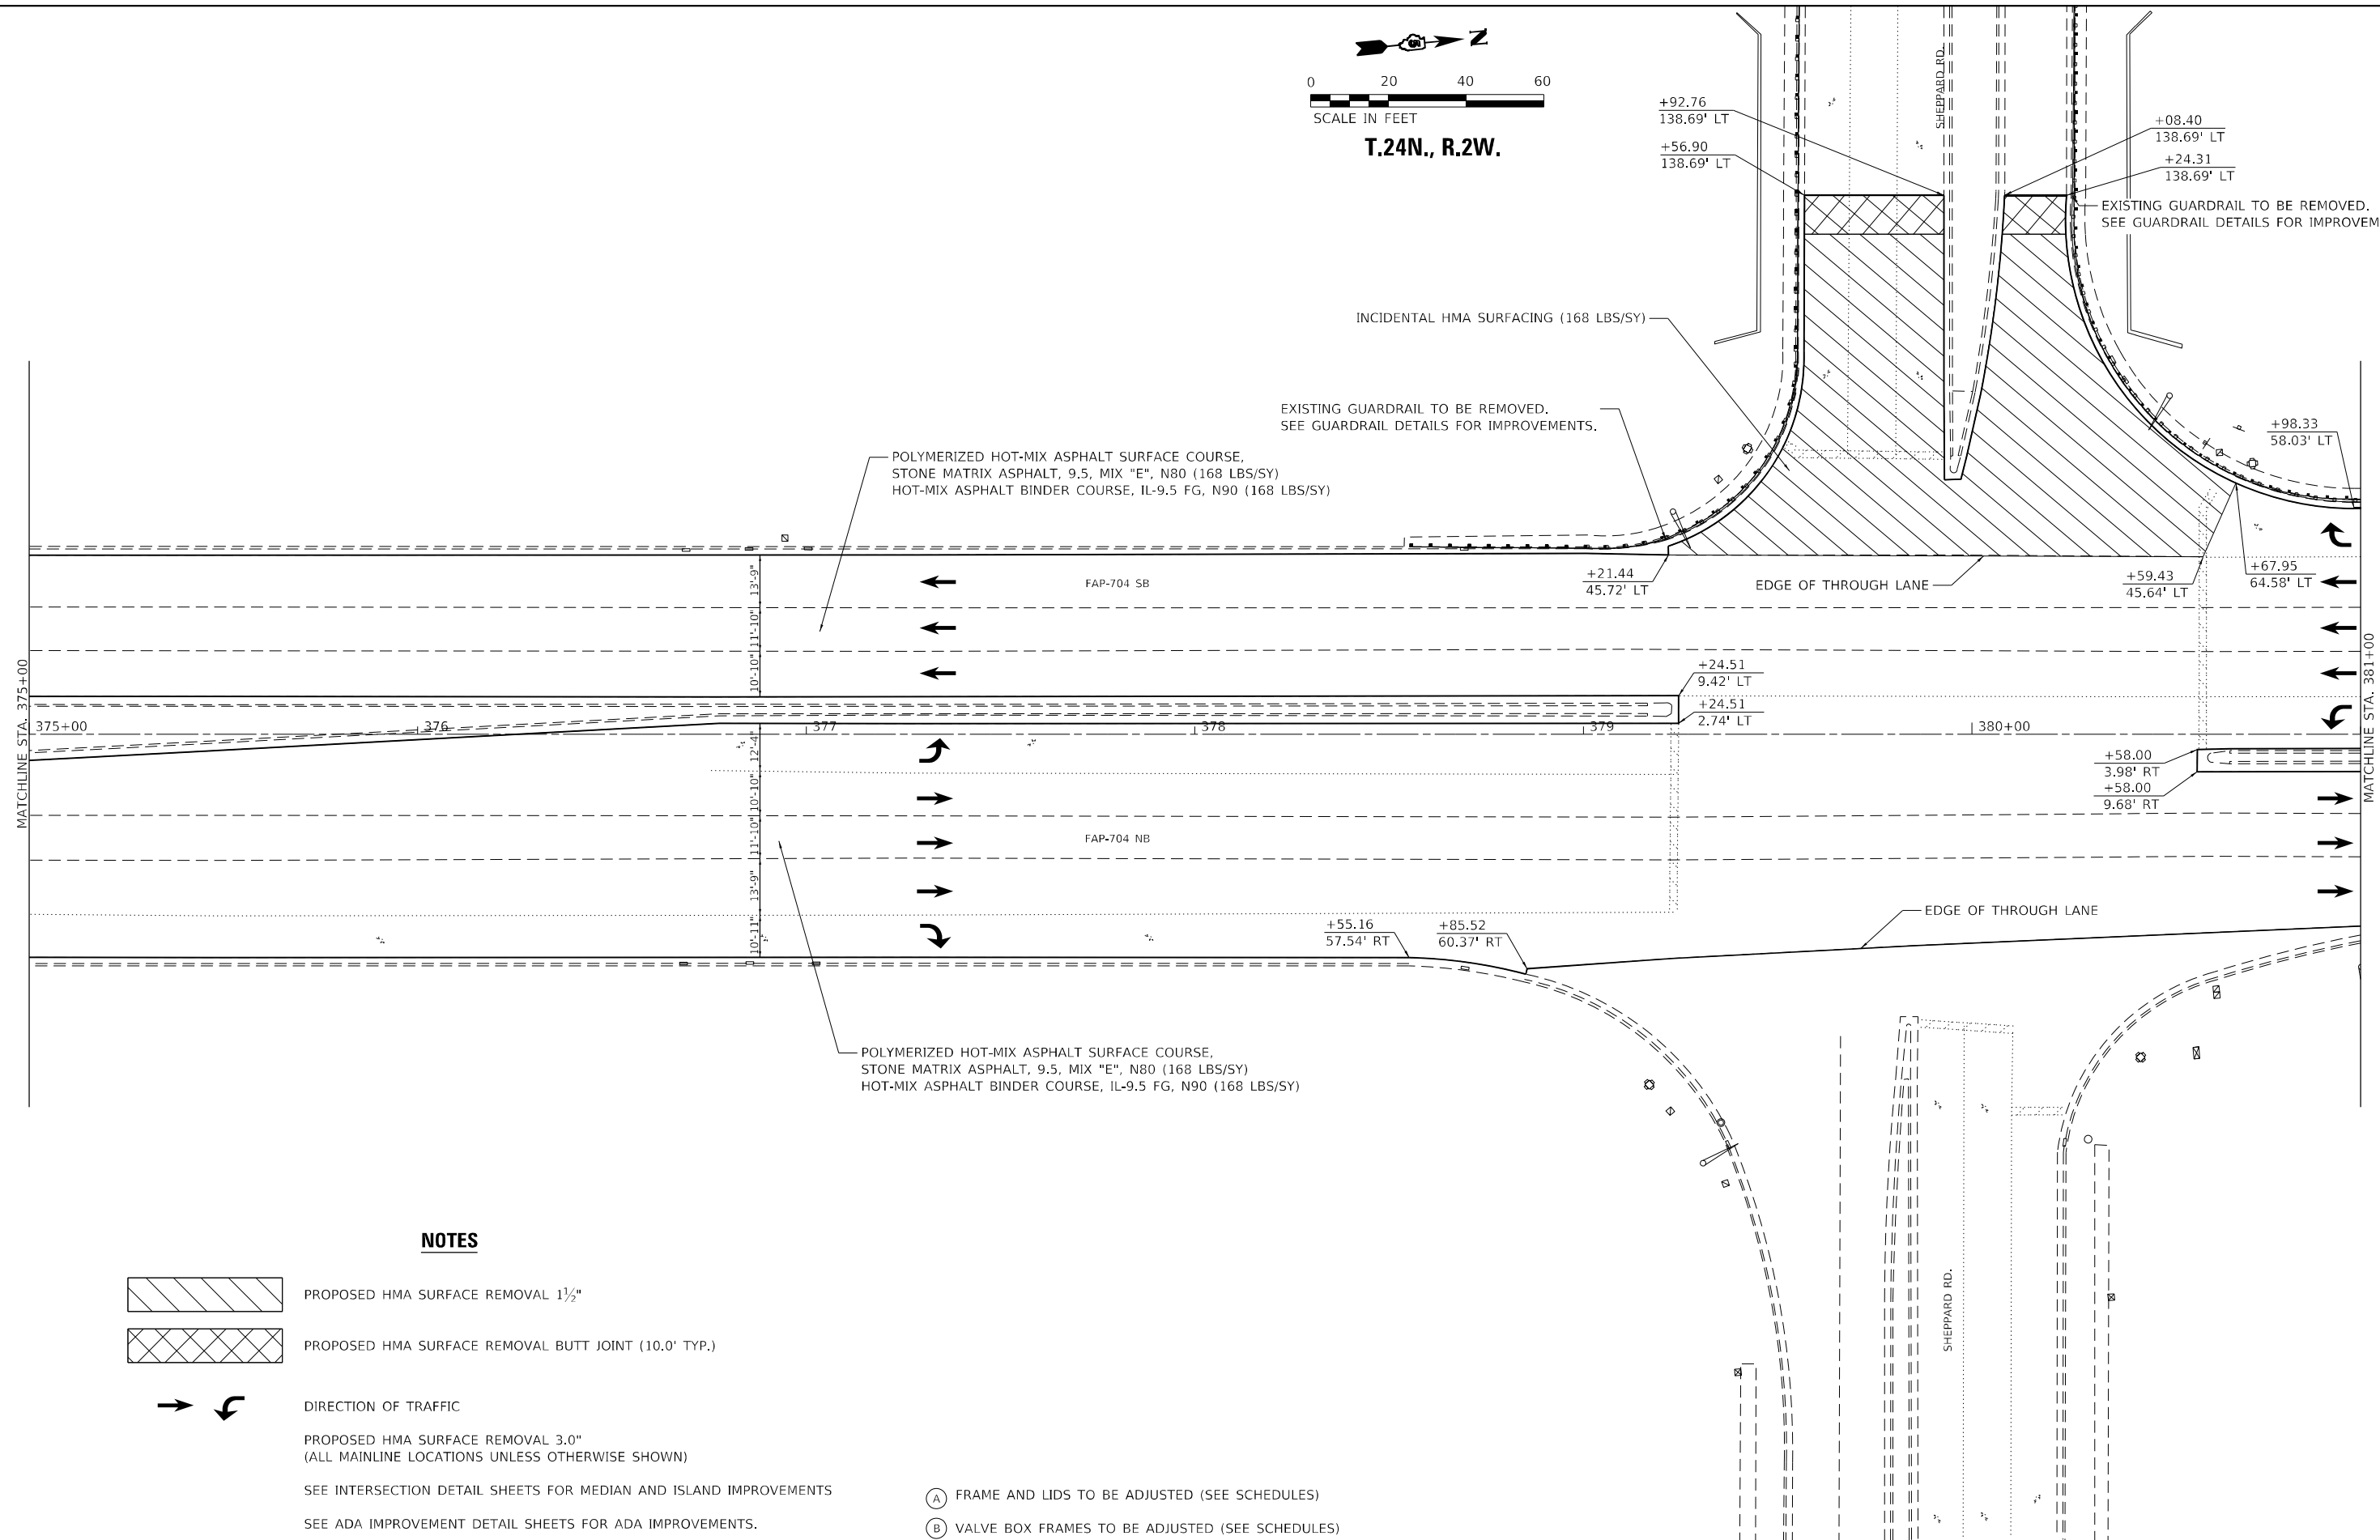 N
0 20 40 60
SCALE IN FEET
T.24N., R.2W.
SHEPPARD RD.
+92.76
138.69' LT
+56.90
138.69' LT
+08.40
138.69' LT
+24.31
138.69' LT
EXISTING GUARDRAIL TO BE REMOVED.
SEE GUARDRAIL DETAILS FOR IMPROVEM
INCIDENTAL HMA SURFACING (168 LBS/SY)
EXISTING GUARDRAIL TO BE REMOVED.
SEE GUARDRAIL DETAILS FOR IMPROVEMENTS.
+98.33
58.03' LT
POLYMERIZED HOT-MIX ASPHALT SURFACE COURSE,
STONE MATRIX ASPHALT, 9.5, MIX "E", N80 (168 LBS/SY)
HOT-MIX ASPHALT BINDER COURSE, IL-9.5 FG, N90 (168 LBS/SY)
13'-9"
11'-10"
10'-10"
FAP-704 SB
+21.44
45.72' LT
EDGE OF THROUGH LANE
+59.43
45.64' LT
+67.95
64.58' LT
+24.51
9.42' LT
+24.51
2.74' LT
MATCHLINE STA. 375+00
375+00
376
377
378
379
380+00
MATCHLINE STA. 381+00
12'-4"
10'-10"
11'-10"
13'-9"
10'-11"
+58.00
3.98' RT
+58.00
9.68' RT
FAP-704 NB
+55.16
57.54' RT
+85.52
60.37' RT
EDGE OF THROUGH LANE
POLYMERIZED HOT-MIX ASPHALT SURFACE COURSE,
STONE MATRIX ASPHALT, 9.5, MIX "E", N80 (168 LBS/SY)
HOT-MIX ASPHALT BINDER COURSE, IL-9.5 FG, N90 (168 LBS/SY)
SHEPPARD RD.
NOTES
PROPOSED HMA SURFACE REMOVAL 1½"
PROPOSED HMA SURFACE REMOVAL BUTT JOINT (10.0' TYP.)
DIRECTION OF TRAFFIC
PROPOSED HMA SURFACE REMOVAL 3.0"
(ALL MAINLINE LOCATIONS UNLESS OTHERWISE SHOWN)
SEE INTERSECTION DETAIL SHEETS FOR MEDIAN AND ISLAND IMPROVEMENTS
SEE ADA IMPROVEMENT DETAIL SHEETS FOR ADA IMPROVEMENTS.
A FRAME AND LIDS TO BE ADJUSTED (SEE SCHEDULES)
B VALVE BOX FRAMES TO BE ADJUSTED (SEE SCHEDULES)